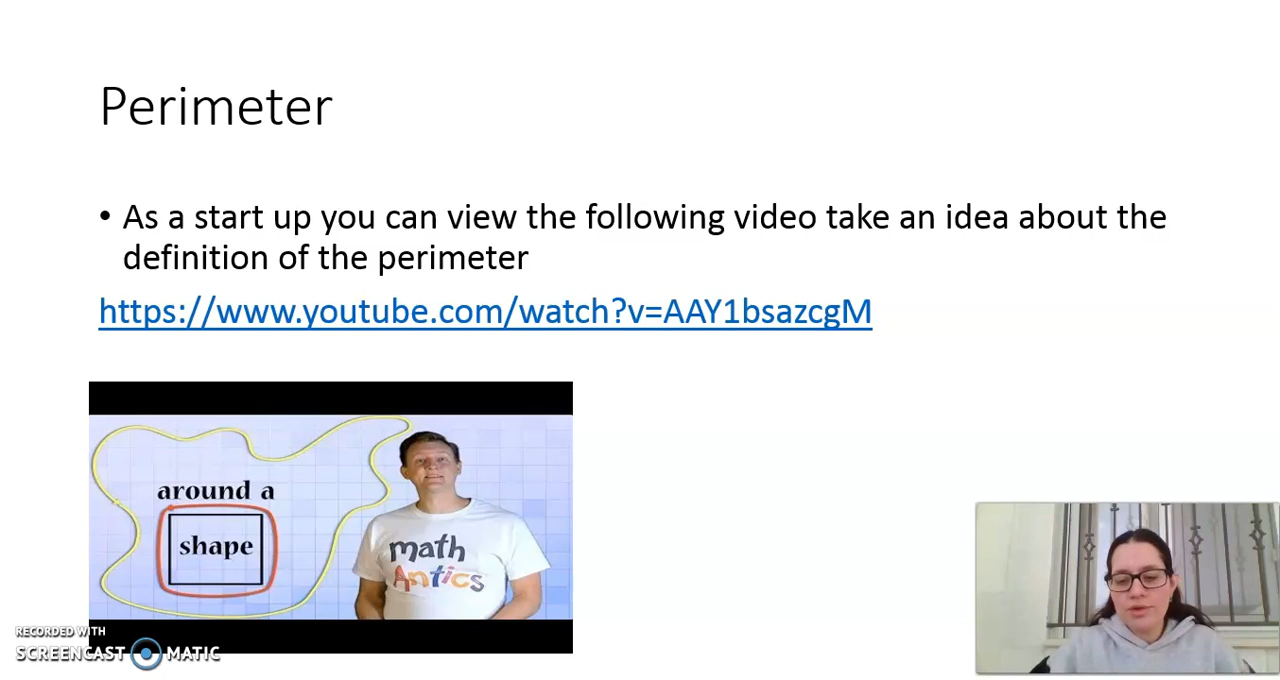 Perimeter
• As a start up you can view the following video take an idea about the
definition of the perimeter
https://www.youtube.com/watch?v=AAY1bsazcgM
around a
shape
math
Antics
RECORDED WITH
SCREENCAST MATIC